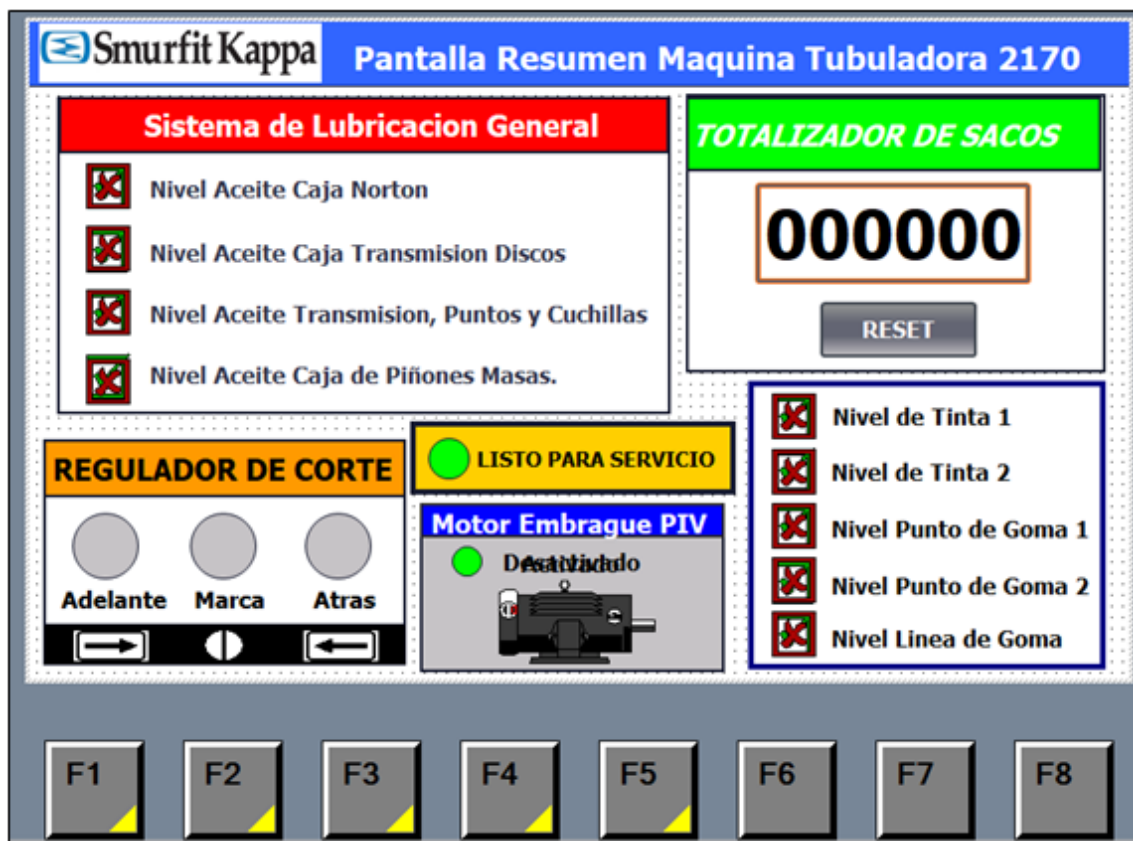 Smurfit Kappa
Pantalla Resumen Maquina Tubuladora 2170
Sistema de Lubricacion General
Nivel Aceite Caja Norton
Nivel Aceite Caja Transmision Discos
Nivel Aceite Transmision, Puntos y Cuchillas
Nivel Aceite Caja de Piñones Masas.
TOTALIZADOR DE SACOS
000000
RESET
REGULADOR DE CORTE
Adelante Marca Atras
LISTO PARA SERVICIO
Motor Embrague PIV
Desactivado
Activado
Nivel de Tinta 1
Nivel de Tinta 2
Nivel Punto de Goma 1
Nivel Punto de Goma 2
Nivel Linea de Goma
F1 F2 F3 F4 F5 F6 F7 F8